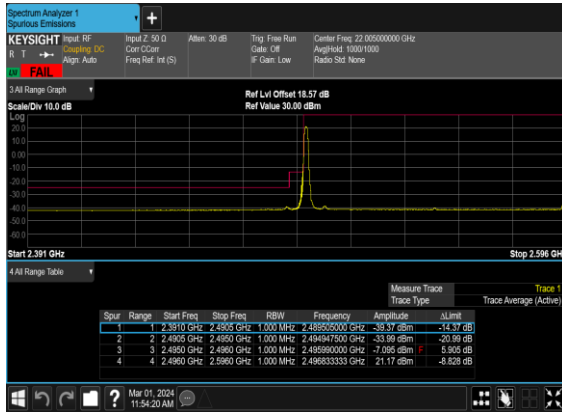 Spectrum Analyzer 1
Spurious Emissions
KEYSIGHT Input: RF Input Z: 50 Ω Atten: 30 dB Trig: Free Run Center Freq: 22.005000000 GHz
R T Coupling: DC Corr CCorr Gate: Off Avg|Hold: 1000/1000
Align: Auto Freq Ref: Int (S) IF Gain: Low Radio Std: None
FAIL
3 All Range Graph
Ref Lvl Offset 18.57 dB
Scale/Div 10.0 dB Ref Value 30.00 dBm
Log
20.0
10.0
0.00
-10.0
-20.0
-30.0
-40.0
-50.0
-60.0
Start 2.391 GHz Stop 2.596 GH
4 All Range Table
Measure Trace Trace 1
Trace Type Trace Average (Active)
Spur Range Start Freq Stop Freq RBW Frequency Amplitude ΔLimit
1 1 2.3910 GHz 2.4905 GHz 1.000 MHz 2.489505000 GHz -39.37 dBm -14.37 dB
2 2 2.4905 GHz 2.4950 GHz 1.000 MHz 2.494947500 GHz -33.99 dBm -20.99 dB
3 3 2.4950 GHz 2.4960 GHz 1.000 MHz 2.495990000 GHz -7.095 dBm F 5.905 dB
4 4 2.4960 GHz 2.5960 GHz 1.000 MHz 2.496833333 GHz 21.17 dBm -8.828 dB
Mar 01, 2024
11:54:20 AM